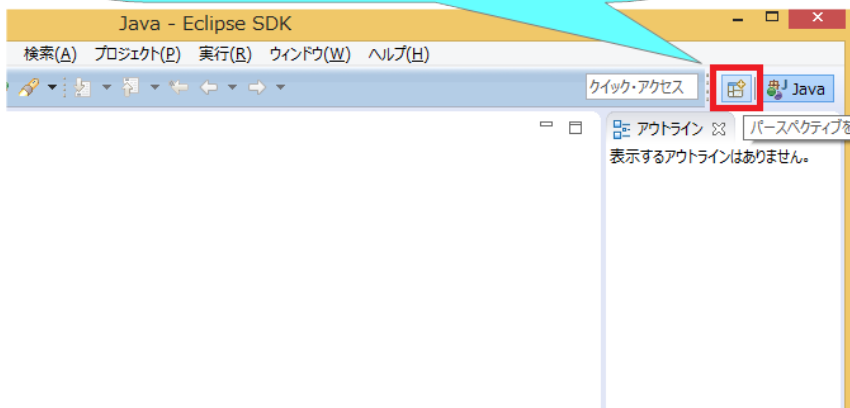 Java - Eclipse SDK
検索(A) プロジェクト(P) 実行(R) ウィンドウ(W) ヘルプ(H)
クイック・アクセス
Java
アウトライン
パースペクティブを
表示するアウトラインはありません。